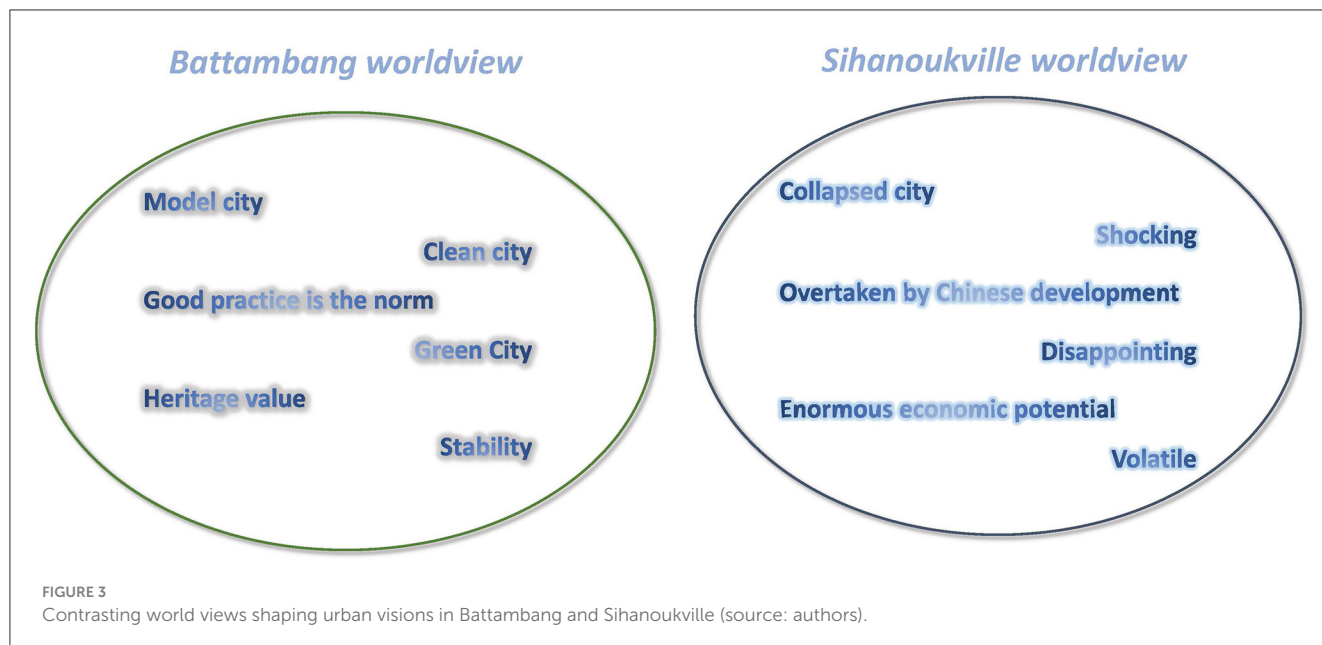 Battambang worldview
Model city
Clean city
Good practice is the norm
Green City
Heritage value
Stability
Sihanoukville worldview
Collapsed city
Shocking
Overtaken by Chinese development
Disappointing
Enormous economic potential
Volatile
FIGURE 3
Contrasting world views shaping urban visions in Battambang and Sihanoukville (source: authors).